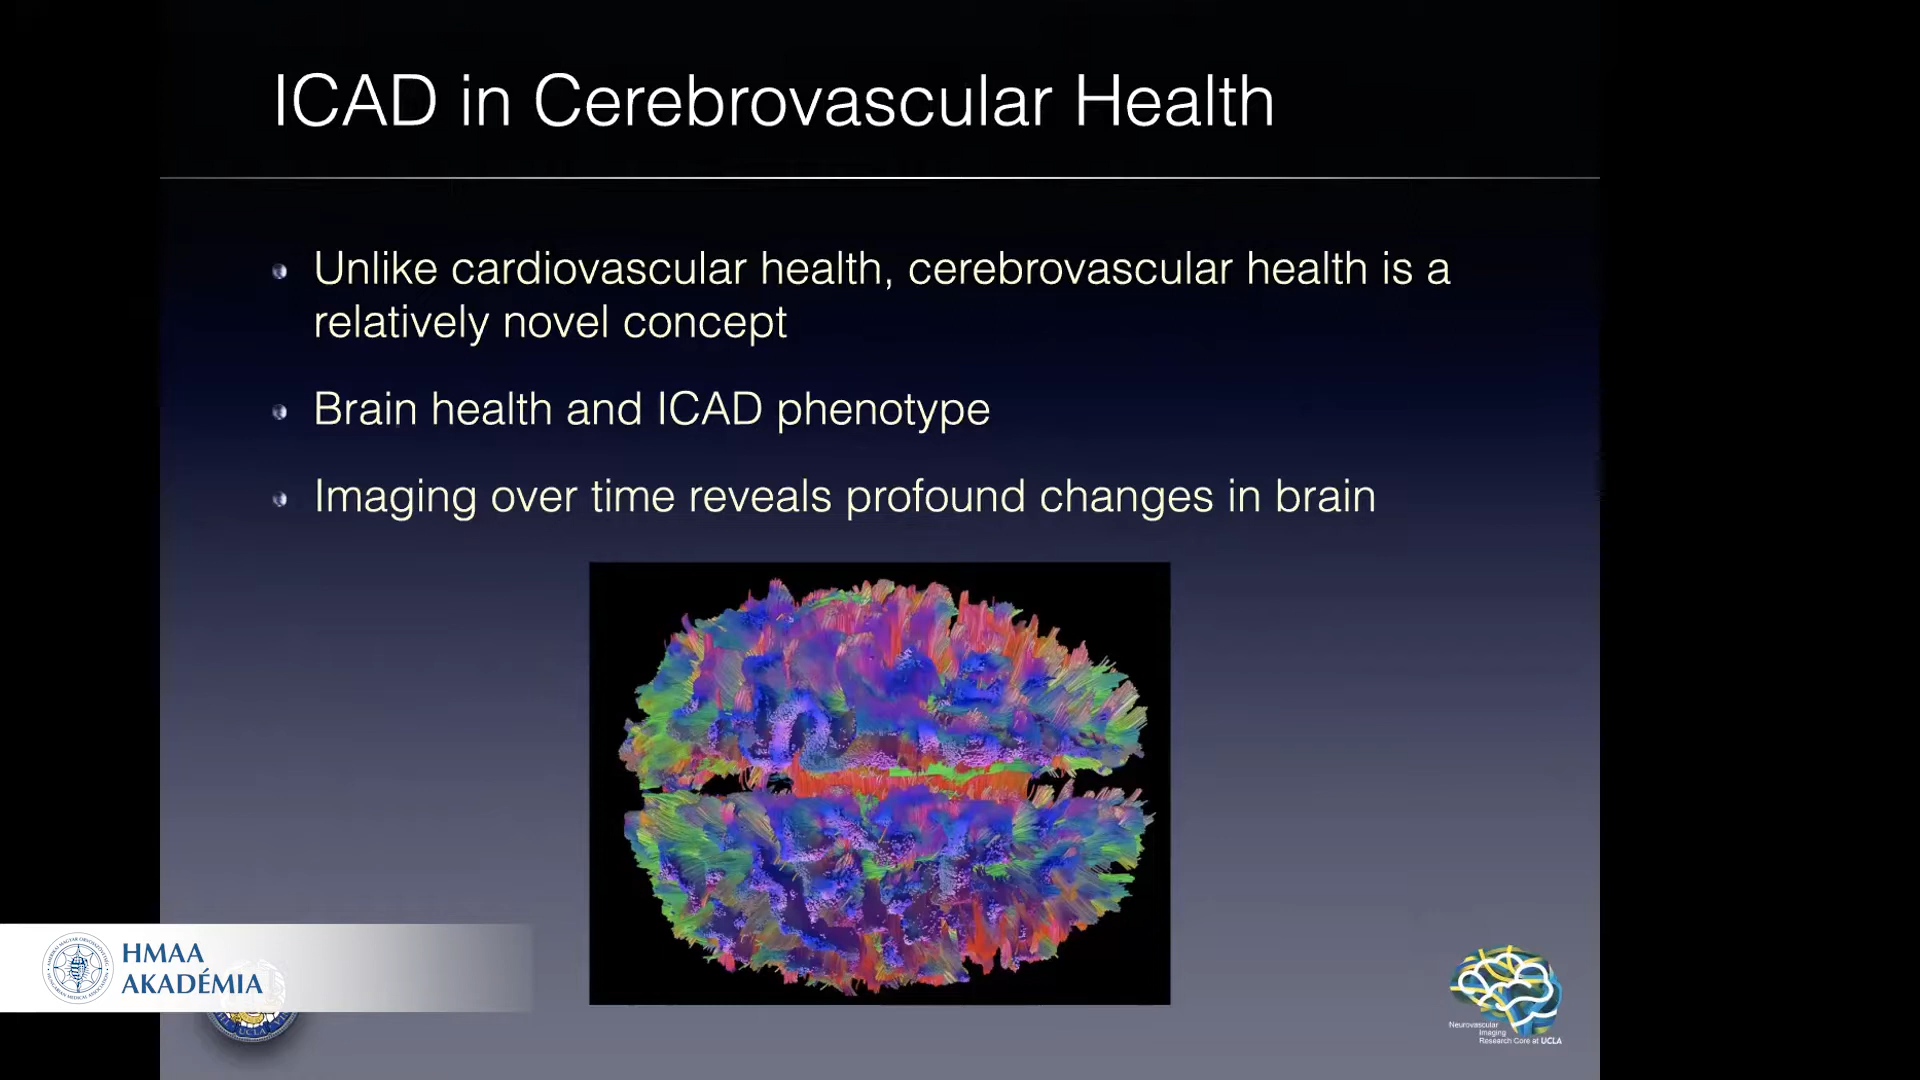 ICAD in Cerebrovascular Health
Unlike cardiovascular health, cerebrovascular health is a
relatively novel concept
Brain health and ICAD phenotype
Imaging over time reveals profound changes in brain
HMAA
AKADÉMIA
UCLA
Neurovascular
Imaging
Research Core at UCLA